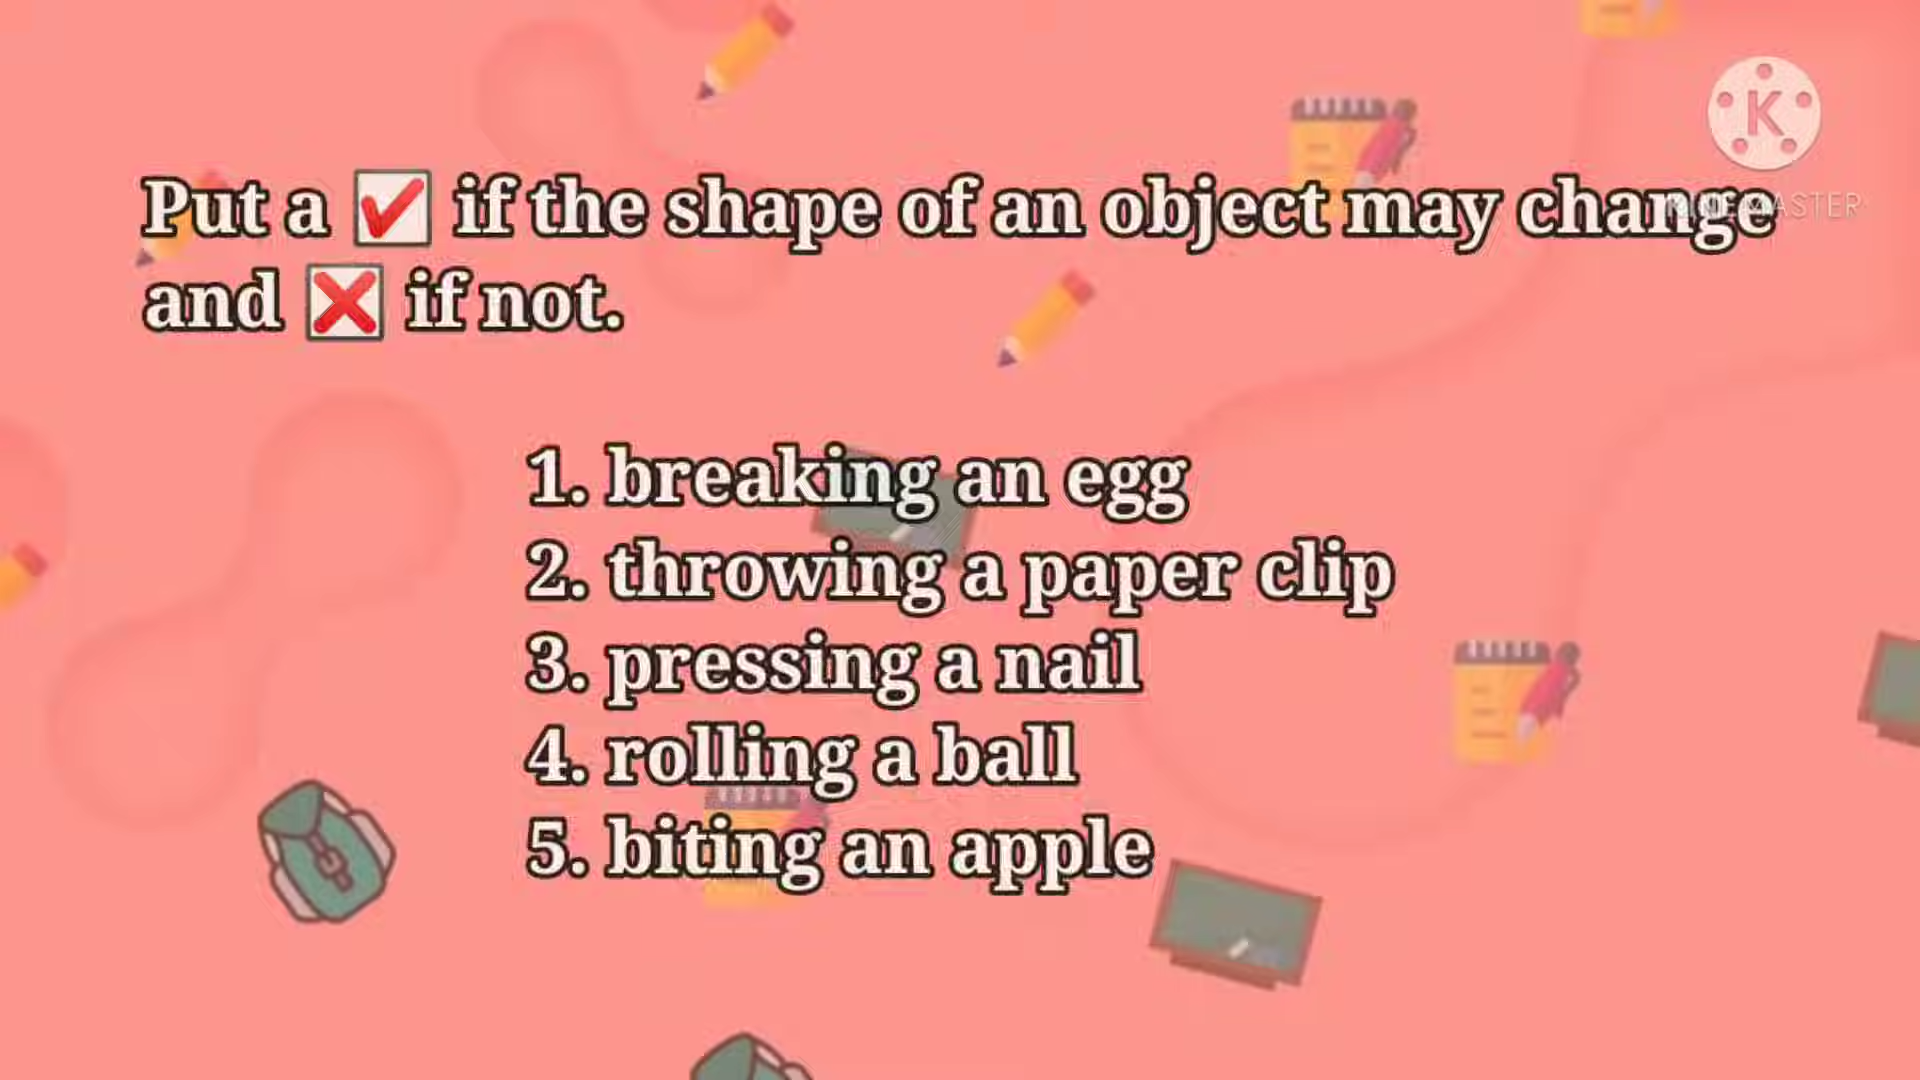 Put a ✔ if the shape of an object may change
and ❌ if not.
1. breaking an egg
2. throwing a paper clip
3. pressing a nail
4. rolling a ball
5. biting an apple
K
KINEMASTER